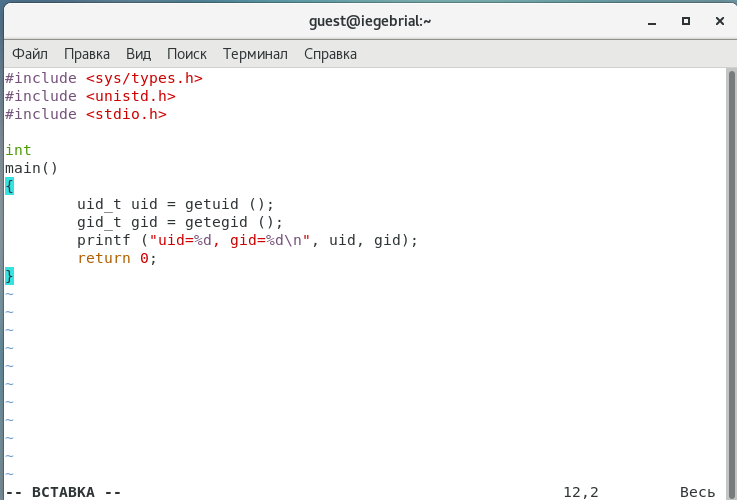 guest@iegebrial:~
Файл Правка Вид Поиск Терминал Справка
#include <sys/types.h>
#include <unistd.h>
#include <stdio.h>
int
main()
{
        uid_t uid = getuid ();
        gid_t gid = getegid ();
        printf ("uid=%d, gid=%d\n", uid, gid);
        return 0;
}
~
~
~
~
~
~
~
~
~
~
~
-- ВСТАВКА -- 12,2 Весь